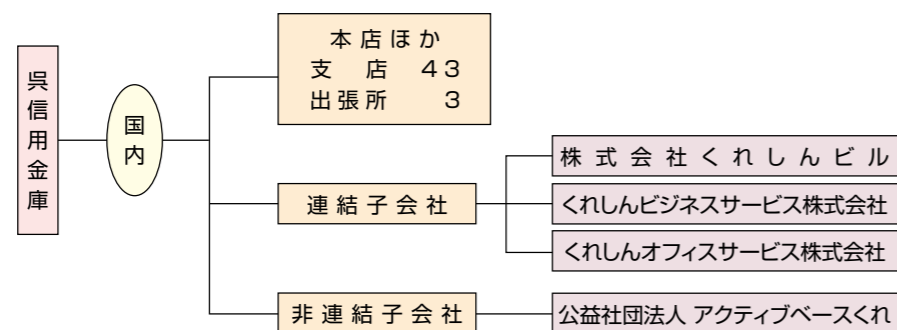 呉信用金庫
国内
本店ほか
支店 43
出張所 3
連結子会社
株式会社くれしんビル
くれしんビジネスサービス株式会社
くれしんオフィスサービス株式会社
非連結子会社
公益社団法人 アクティブベースくれ